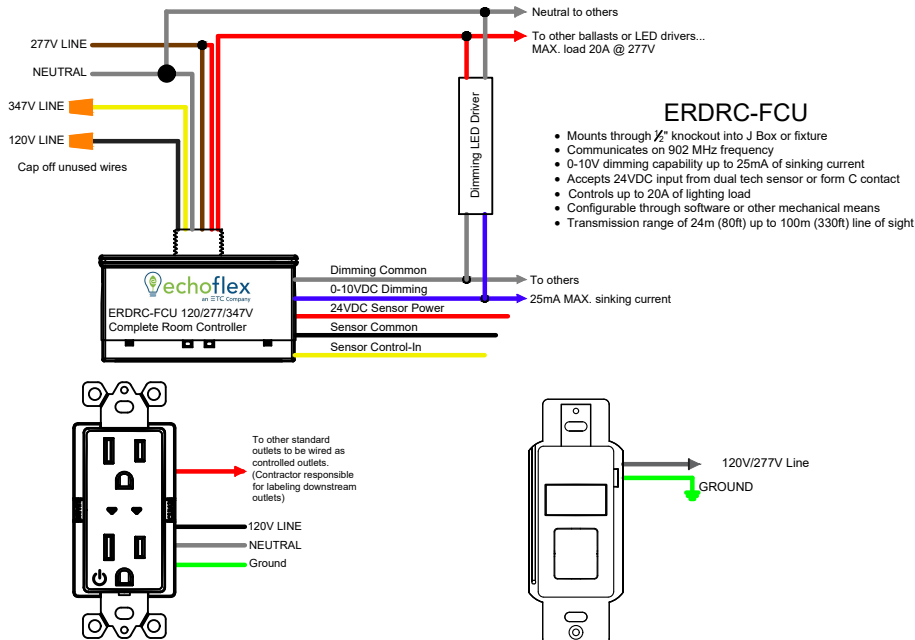 Neutral to others
To other ballasts or LED drivers...
MAX. load 20A @ 277V
277V LINE
NEUTRAL
347V LINE
120V LINE
Cap off unused wires
Dimming LED Driver
ERDRC-FCU
• Mounts through ½" knockout into J Box or fixture
• Communicates on 902 MHz frequency
• 0-10V dimming capability up to 25mA of sinking current
• Accepts 24VDC input from dual tech sensor or form C contact
• Controls up to 20A of lighting load
• Configurable through software or other mechanical means
• Transmission range of 24m (80ft) up to 100m (330ft) line of sight
echoflex
an ETC Company
ERDRC-FCU 120/277/347V
Complete Room Controller
Dimming Common
0-10VDC Dimming
24VDC Sensor Power
Sensor Common
Sensor Control-In
To others
25mA MAX. sinking current
To other standard
outlets to be wired as
controlled outlets.
(Contractor responsible
for labeling downstream
outlets)
120V LINE
NEUTRAL
Ground
120V/277V Line
GROUND